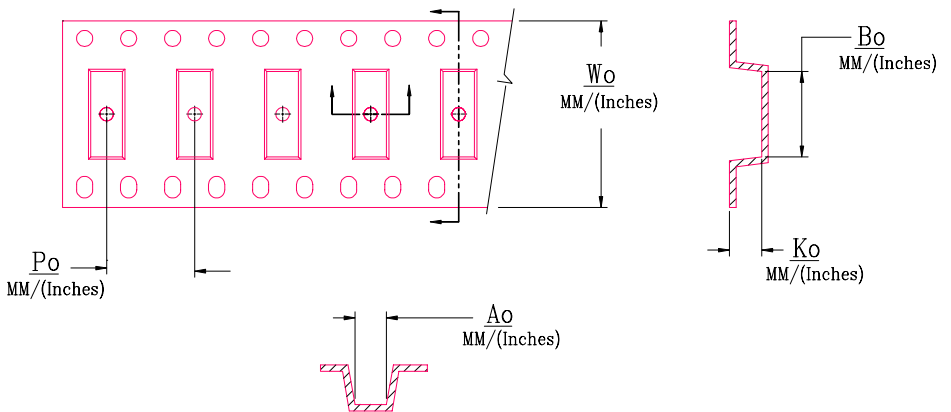 Wo
MM/(Inches)
Bo
MM/(Inches)
Po
MM/(Inches)
Ko
MM/(Inches)
Ao
MM/(Inches)